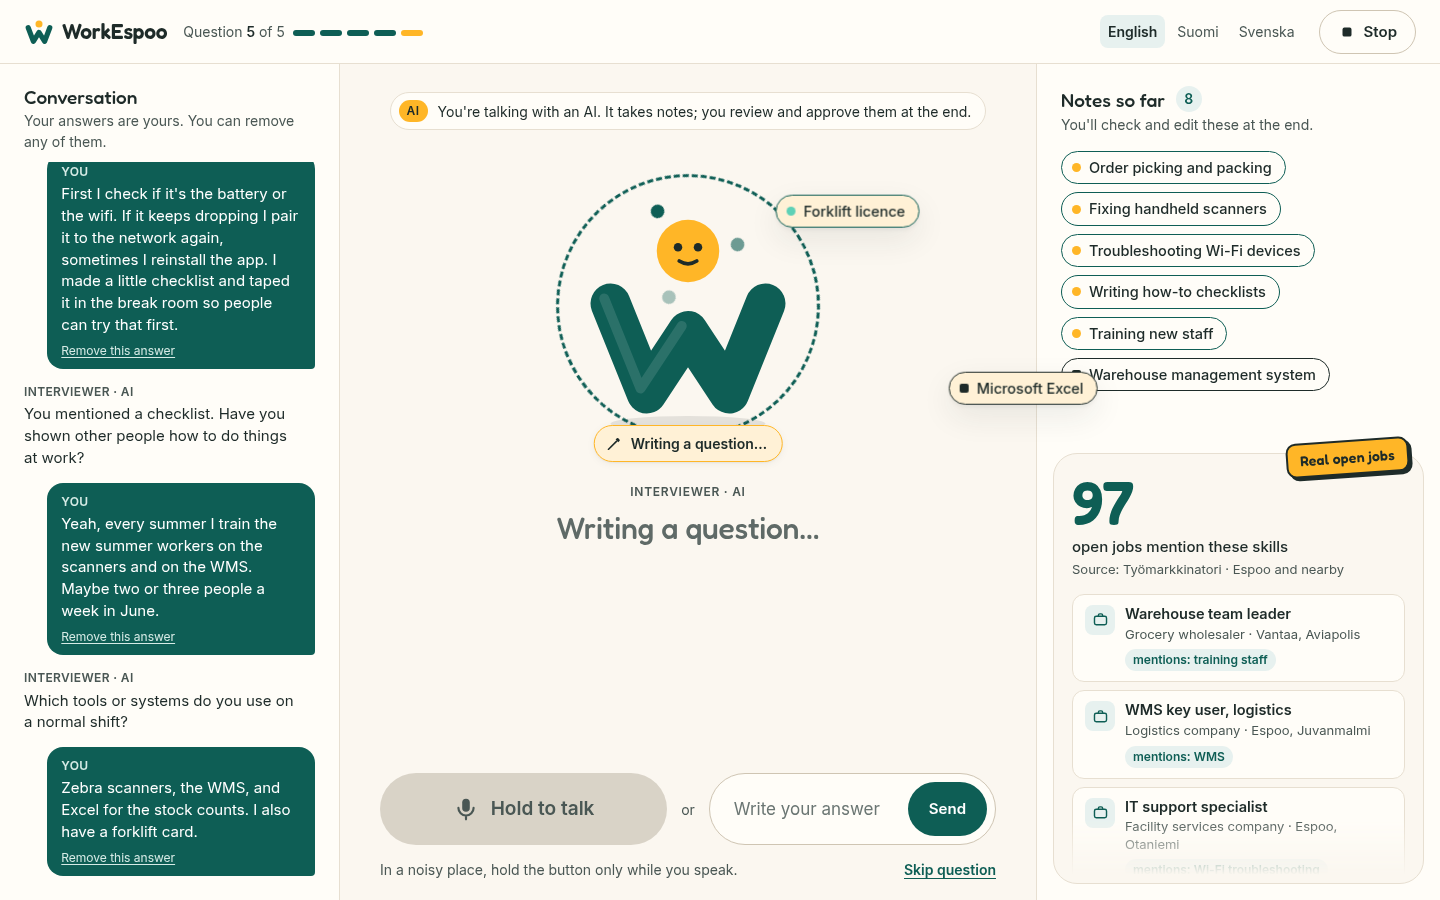 WorkEspoo
Question 5 of 5
English
Suomi
Svenska
Stop
Conversation
Your answers are yours. You can remove
any of them.
YOU
First I check if it's the battery or
the wifi. If it keeps dropping I pair
it to the network again,
sometimes I reinstall the app. I
made a little checklist and taped
it in the break room so people
can try that first.
Remove this answer
INTERVIEWER · AI
You mentioned a checklist. Have you
shown other people how to do things
at work?
YOU
Yeah, every summer I train the
new summer workers on the
scanners and on the WMS.
Maybe two or three people a
week in June.
Remove this answer
INTERVIEWER · AI
Which tools or systems do you use on
a normal shift?
YOU
Zebra scanners, the WMS, and
Excel for the stock counts. I also
have a forklift card.
Remove this answer
AI You're talking with an AI. It takes notes; you review and approve them at the end.
Forklift licence
Microsoft Excel
Writing a question...
INTERVIEWER · AI
Writing a question...
Hold to talk
or
Write your answer
Send
In a noisy place, hold the button only while you speak.
Skip question
Notes so far 8
You'll check and edit these at the end.
Order picking and packing
Fixing handheld scanners
Troubleshooting Wi-Fi devices
Writing how-to checklists
Training new staff
Warehouse management system
Real open jobs
97
open jobs mention these skills
Source: Työmarkkinatori · Espoo and nearby
Warehouse team leader
Grocery wholesaler · Vantaa, Aviapolis
mentions: training staff
WMS key user, logistics
Logistics company · Espoo, Juvanmalmi
mentions: WMS
IT support specialist
Facility services company · Espoo,
Otaniemi
mentions: Wi-Fi troubleshooting